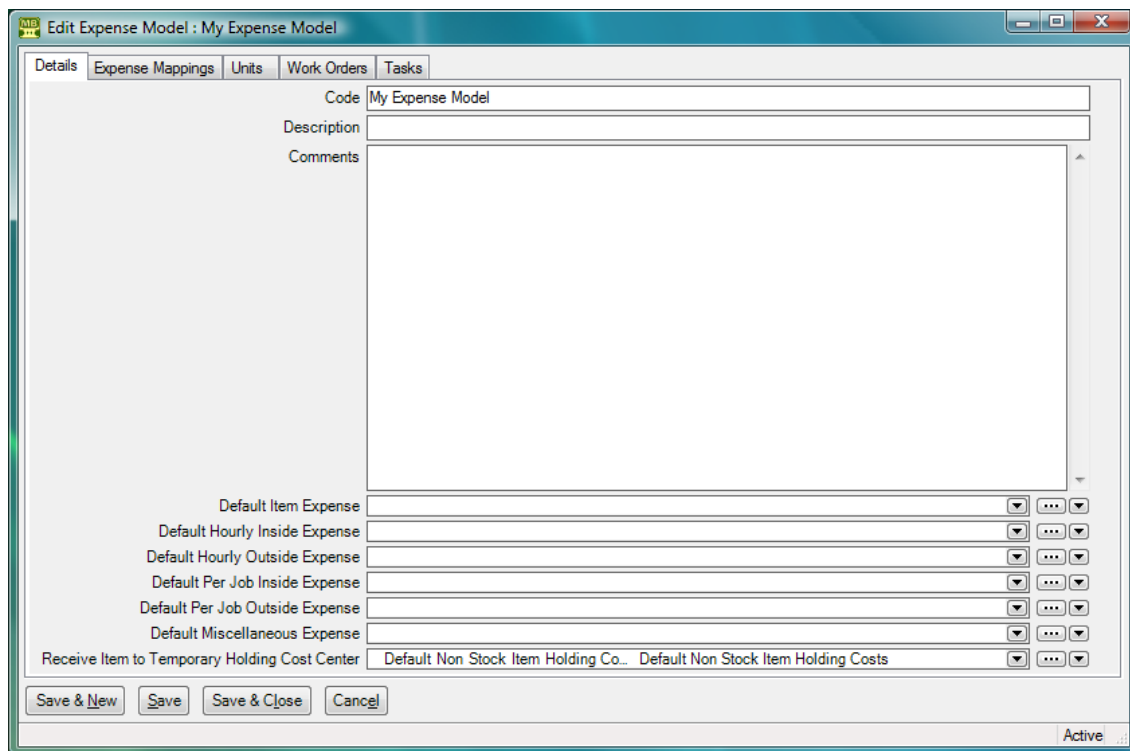 MB
Edit Expense Model : My Expense Model
Details Expense Mappings Units Work Orders Tasks
Code My Expense Model
Description
Comments
Default Item Expense
Default Hourly Inside Expense
Default Hourly Outside Expense
Default Per Job Inside Expense
Default Per Job Outside Expense
Default Miscellaneous Expense
Receive Item to Temporary Holding Cost Center Default Non Stock Item Holding Co... Default Non Stock Item Holding Costs
Save & New Save Save & Close Cancel
Active